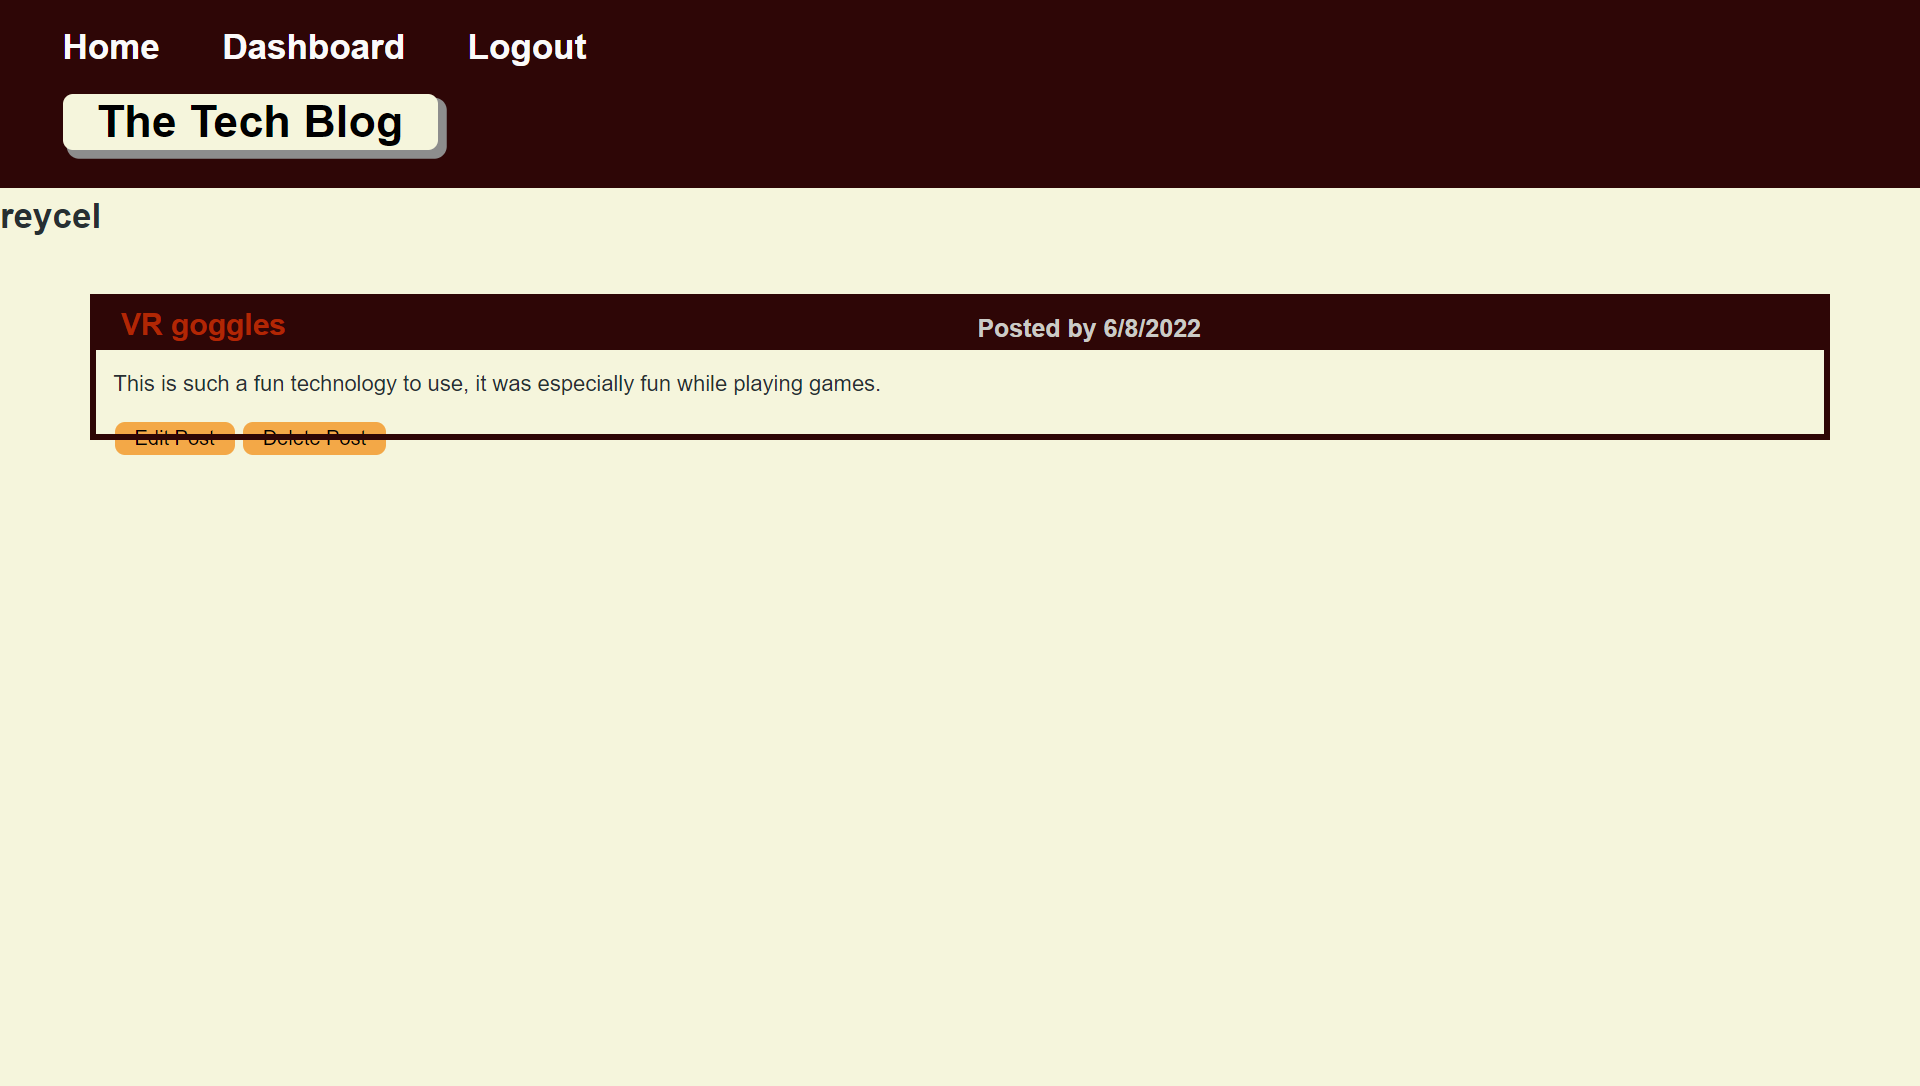 Home Dashboard Logout
The Tech Blog
reycel
VR goggles Posted by 6/8/2022
This is such a fun technology to use, it was especially fun while playing games.
Edit Post Delete Post